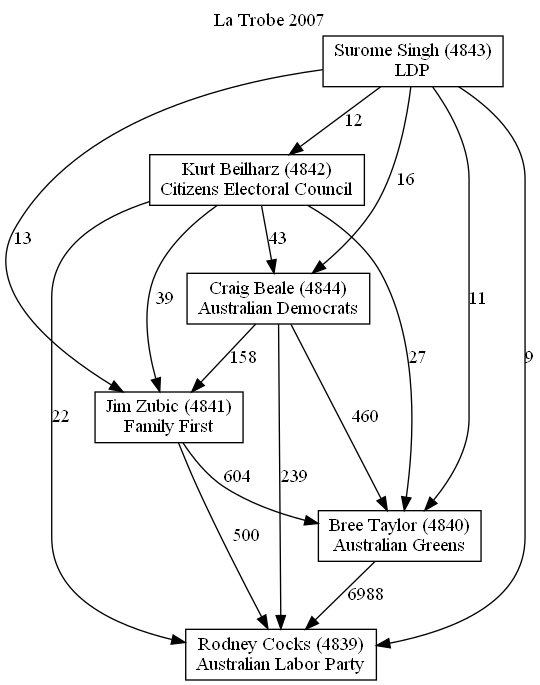 La Trobe 2007
Surome Singh (4843)
LDP
12
16
Kurt Beilharz (4842)
Citizens Electoral Council
13
43
39
11
Craig Beale (4844)
Australian Democrats
27
9
158
Jim Zubic (4841)
Family First
22
460
604
239
500
Bree Taylor (4840)
Australian Greens
6988
Rodney Cocks (4839)
Australian Labor Party